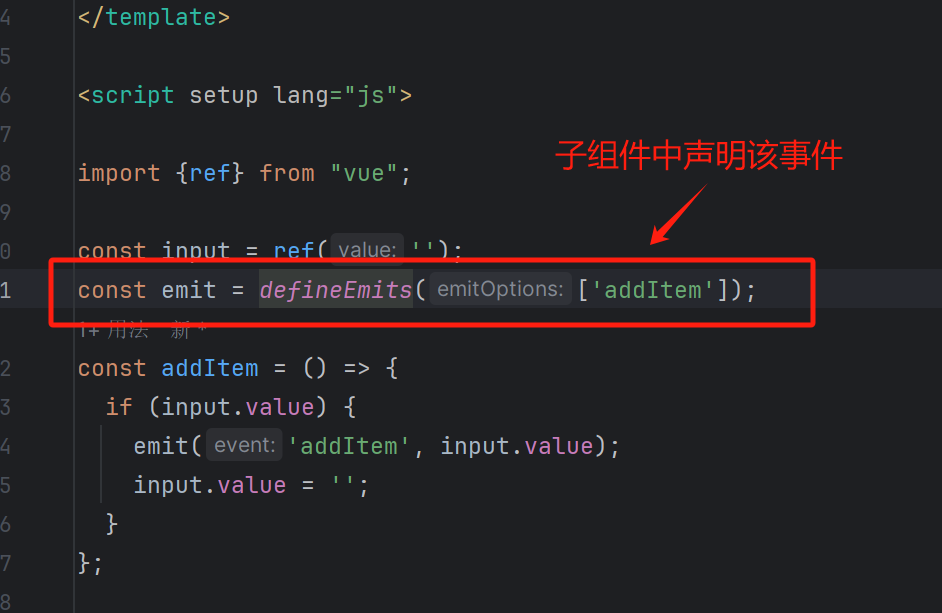 4 </template>
5
6 <script setup lang="js">
7
8 import {ref} from "vue";
子组件中声明该事件
9
0 const input = ref( value: '');
1 const emit = defineEmits( emitOptions: ['addItem']);
1+ 用法 新 *
2 const addItem = () => {
3 if (input.value) {
4 emit( event: 'addItem', input.value);
5 input.value = '';
6 }
7 };
8